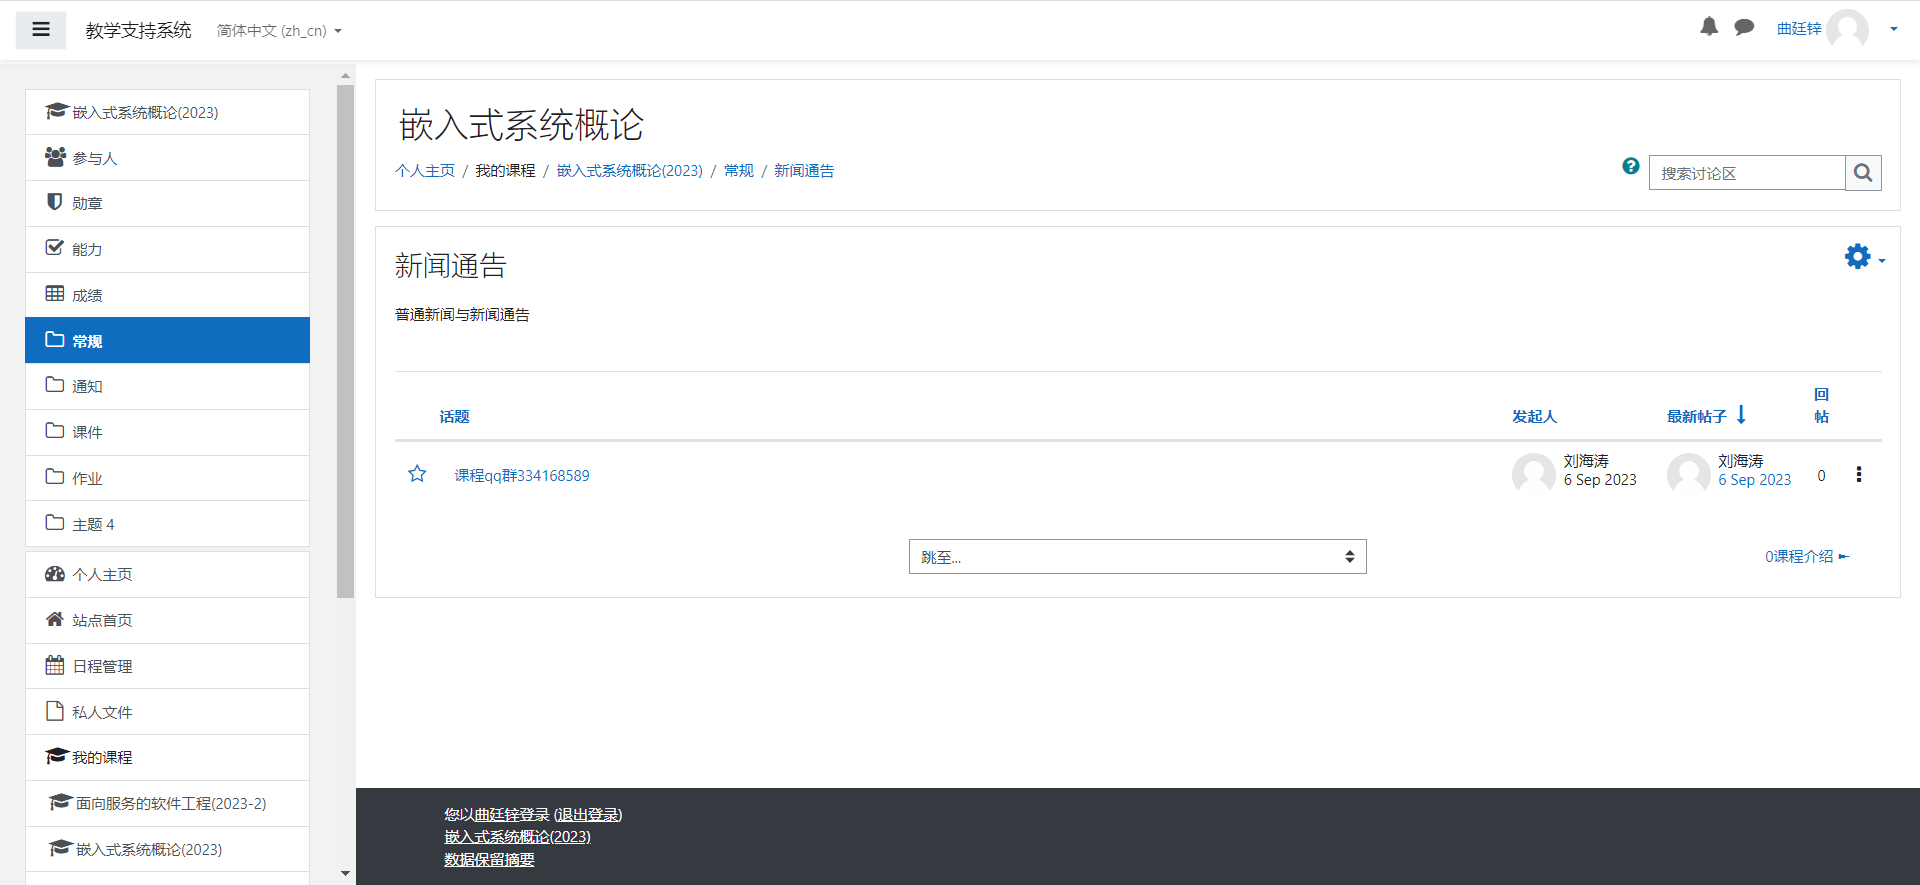 教学支持系统
简体中文 (zh_cn)
曲廷锌
嵌入式系统概论(2023)
参与人
勋章
能力
成绩
常规
通知
课件
作业
主题 4
个人主页
站点首页
日程管理
私人文件
我的课程
面向服务的软件工程(2023-2)
嵌入式系统概论(2023)
嵌入式系统概论
个人主页 / 我的课程 / 嵌入式系统概论(2023) / 常规 / 新闻通告
搜索讨论区
新闻通告
普通新闻与新闻通告
话题
发起人
最新帖子
回
帖
课程qq群334168589
刘海涛
6 Sep 2023
刘海涛
6 Sep 2023
0
跳至...
0课程介绍 ►
您以曲廷锌登录 (退出登录)
嵌入式系统概论(2023)
数据保留摘要